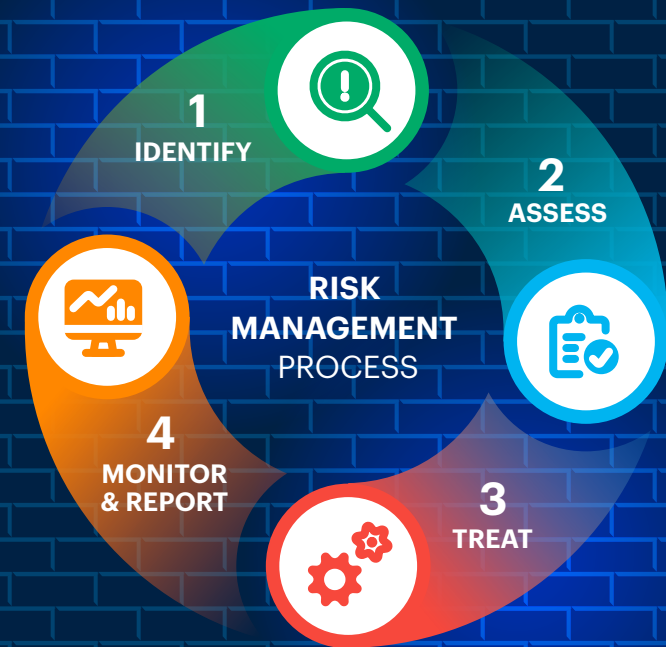 RISK
MANAGEMENT
PROCESS
1
IDENTIFY
2
ASSESS
3
TREAT
4
MONITOR
& REPORT